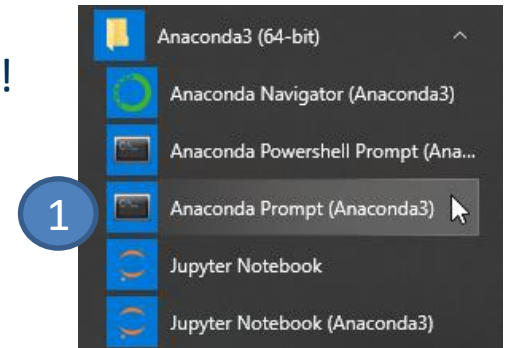 Anaconda3 (64-bit)
!
Anaconda Navigator (Anaconda3)
Anaconda Powershell Prompt (Ana...
1
Anaconda Prompt (Anaconda3)
Jupyter Notebook
Jupyter Notebook (Anaconda3)